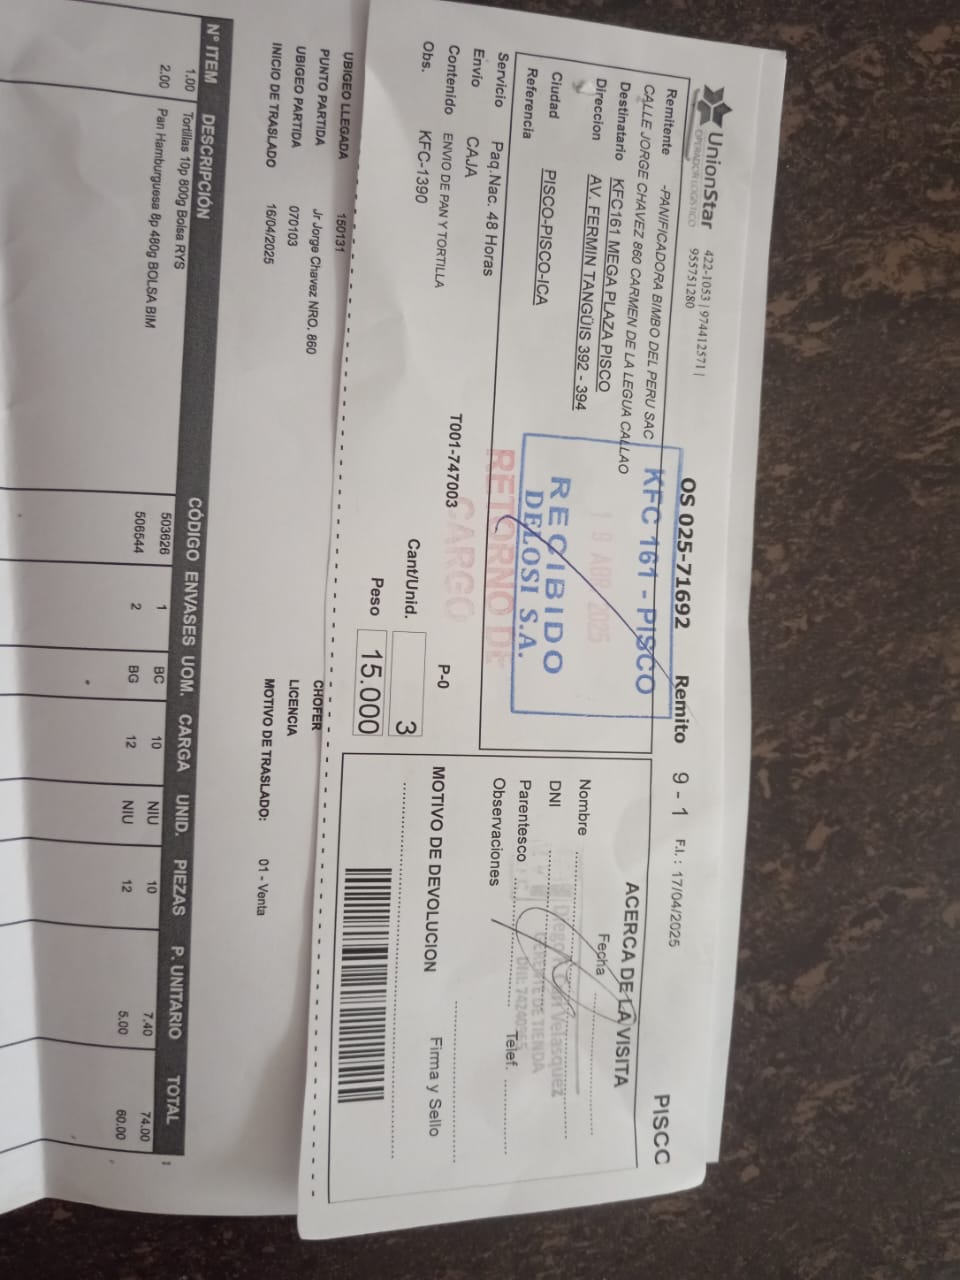 UnionStar 422-1053 | 974412571 |
OPERADOR LOGISTICO 955751280
OS 025-71692 Remito 9 - 1 F.I. : 17/04/2025 PISCC
Remitente -PANIFICADORA BIMBO DEL PERU SAC
CALLE JORGE CHAVEZ 860 CARMEN DE LA LEGUA CALLAO
Destinatario KFC161 MEGA PLAZA PISCO
Direccion AV. FERMIN TANGÜIS 392 - 394
Ciudad PISCO-PISCO-ICA
Referencia
KFC 161 - PISCO
RECIBIDO
DELOSI S.A.
RETORNO DE
CARGO
Servicio Paq.Nac. 48 Horas
Envio CAJA
Contenido ENVIO DE PAN Y TORTILLA T001-747003 P-0
Obs. KFC-1390
Cant/Unid. 3
Peso 15.000
ACERCA DE LA VISITA
Fecha
Nombre
DNI
Parentesco Telef.
Observaciones
GERENTE DE TIENDA
MOTIVO DE DEVOLUCION Firma y Sello
UBIGEO LLEGADA 150131
PUNTO PARTIDA Jr Jorge Chavez NRO. 860 CHOFER
UBIGEO PARTIDA 070103 LICENCIA
INICIO DE TRASLADO 16/04/2025 MOTIVO DE TRASLADO: 01 - Venta
N° ITEM DESCRIPCIÓN CÓDIGO ENVASES UOM. CARGA UNID. PIEZAS P. UNITARIO TOTAL
1.00 Tortillas 10p 800g Bolsa RYS 503626 1 BC 10 NIU 10 7.40 74.00
2.00 Pan Hamburguesa 8p 480g BOLSA BIM 506544 2 BG 12 NIU 12 5.00 60.00